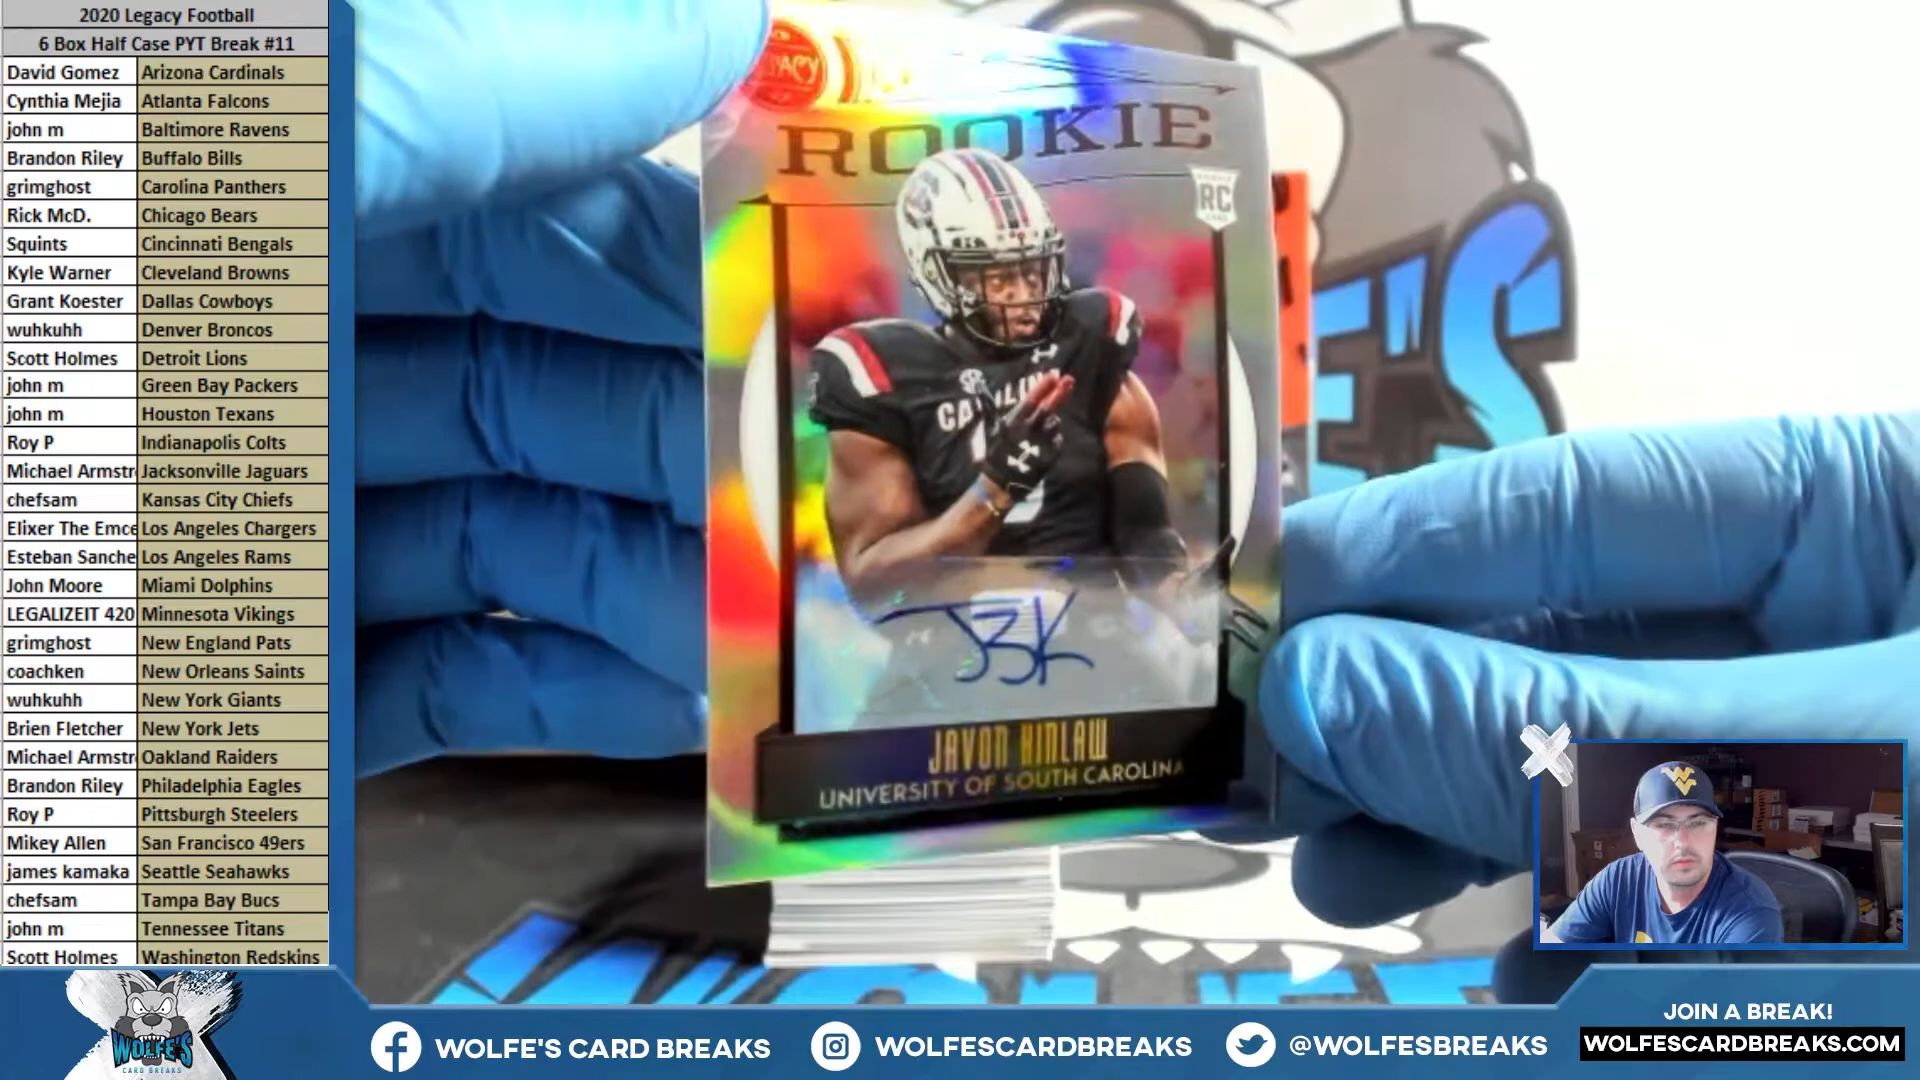 2020 Legacy Football
6 Box Half Case PYT Break #11
David Gomez Arizona Cardinals
Cynthia Mejia Atlanta Falcons
john m Baltimore Ravens
Brandon Riley Buffalo Bills
grimghost Carolina Panthers
Rick McD. Chicago Bears
Squints Cincinnati Bengals
Kyle Warner Cleveland Browns
Grant Koester Dallas Cowboys
wuhkuhh Denver Broncos
Scott Holmes Detroit Lions
john m Green Bay Packers
john m Houston Texans
Roy P Indianapolis Colts
Michael Armstr Jacksonville Jaguars
chefsam Kansas City Chiefs
Elixer The Emce Los Angeles Chargers
Esteban Sanche Los Angeles Rams
John Moore Miami Dolphins
LEGALIZEIT 420 Minnesota Vikings
grimghost New England Pats
coachken New Orleans Saints
wuhkuhh New York Giants
Brien Fletcher New York Jets
Michael Armstr Oakland Raiders
Brandon Riley Philadelphia Eagles
Roy P Pittsburgh Steelers
Mikey Allen San Francisco 49ers
james kamaka Seattle Seahawks
chefsam Tampa Bay Bucs
john m Tennessee Titans
Scott Holmes Washington Redskins
ROOKIE
RC
JAVON KINLAW
UNIVERSITY OF SOUTH CAROLINA
WV
WOLFE'S
CARD BREAKS
WOLFE'S CARD BREAKS
WOLFESCARDBREAKS
@WOLFESBREAKS
JOIN A BREAK!
WOLFESCARDBREAKS.COM